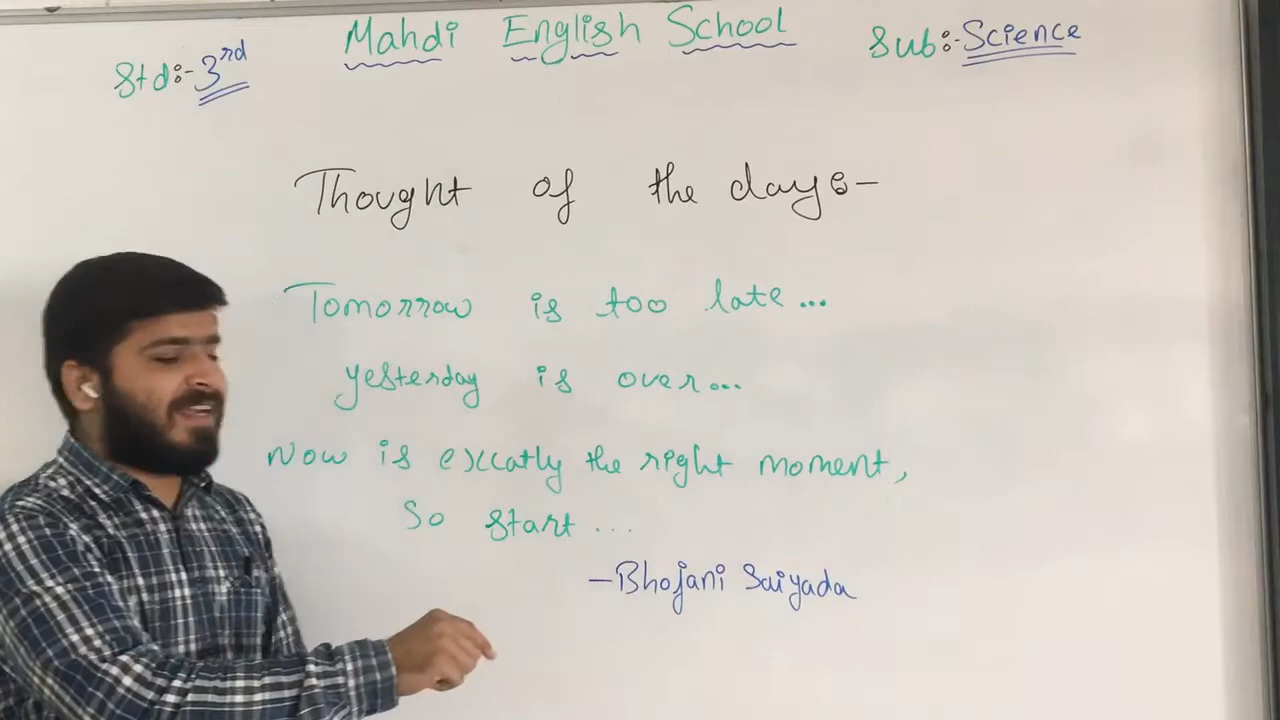 Mahdi English School
Std:- 3rd
Sub:- Science
Thought of the day:-
Tomorrow is too late...
yesterday is over...
Now is exccatly the right moment,
So start...
-Bhojani Saiyada